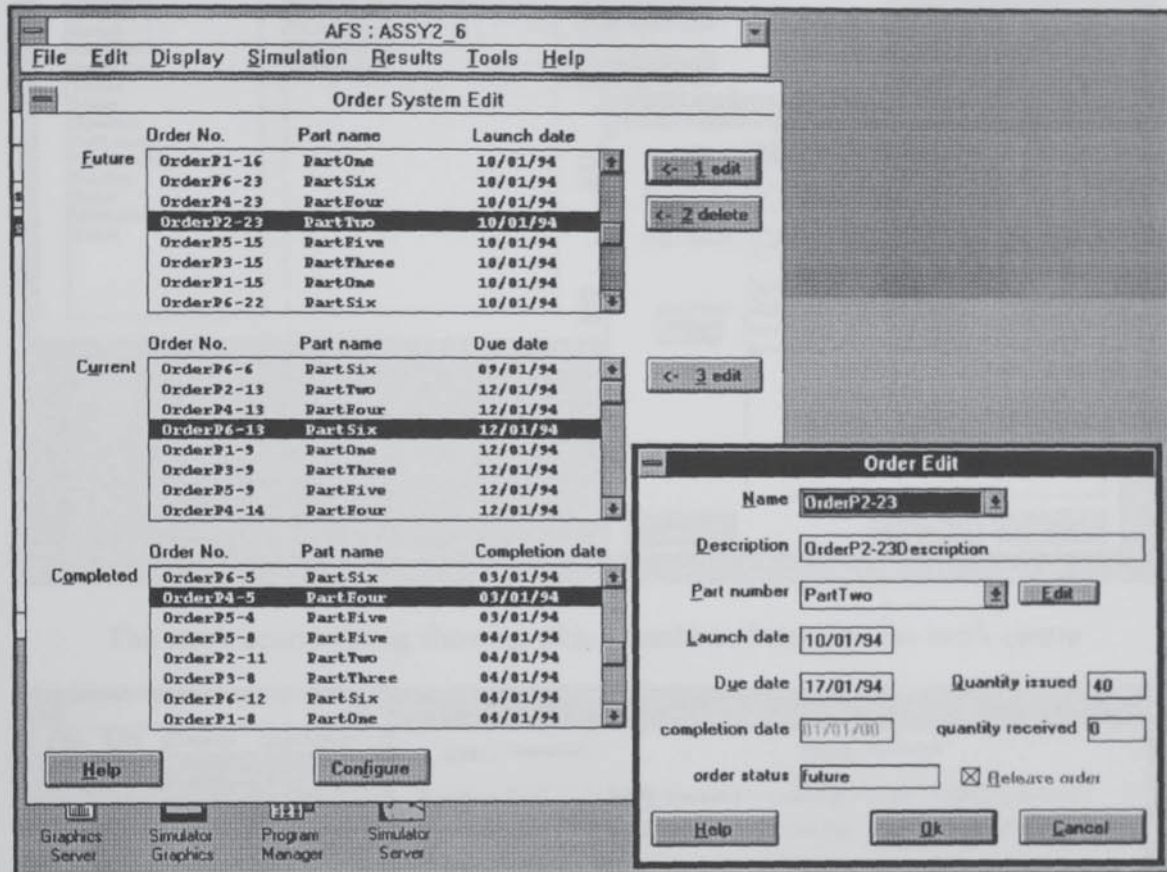 AFS : ASSY2_6
File Edit Display Simulation Results Tools Help
Order System Edit
Order No. Part name Launch date
Future
OrderP1-16 PartOne 10/01/94
OrderP6-23 PartSix 10/01/94
OrderP4-23 PartFour 10/01/94
OrderP2-23 PartTwo 10/01/94
OrderP5-15 PartFive 10/01/94
OrderP3-15 PartThree 10/01/94
OrderP1-15 PartOne 10/01/94
OrderP6-22 PartSix 10/01/94
<- 1 edit
<- 2 delete
Order No. Part name Due date
Current
OrderP6-6 PartSix 09/01/94
OrderP2-13 PartTwo 12/01/94
OrderP4-13 PartFour 12/01/94
OrderP6-13 PartSix 12/01/94
OrderP1-9 PartOne 12/01/94
OrderP3-9 PartThree 12/01/94
OrderP5-9 PartFive 12/01/94
OrderP4-14 PartFour 12/01/94
<- 3 edit
Order No. Part name Completion date
Completed
OrderP6-5 PartSix 03/01/94
OrderP4-5 PartFour 03/01/94
OrderP5-4 PartFive 03/01/94
OrderP5-8 PartFive 04/01/94
OrderP2-11 PartTwo 04/01/94
OrderP3-8 PartThree 04/01/94
OrderP6-12 PartSix 04/01/94
OrderP1-8 PartOne 04/01/94
Help Configure
Order Edit
Name OrderP2-23
Description OrderP2-23Description
Part number PartTwo Edit
Launch date 10/01/94
Due date 17/01/94 Quantity issued 40
completion date 01/01/00 quantity received 0
order status future Release order
Help Ok Cancel
Graphics Server
Simulator Graphics
Program Manager
Simulator Server